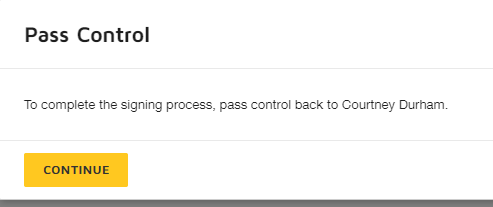 Pass Control
To complete the signing process, pass control back to Courtney Durham.
CONTINUE